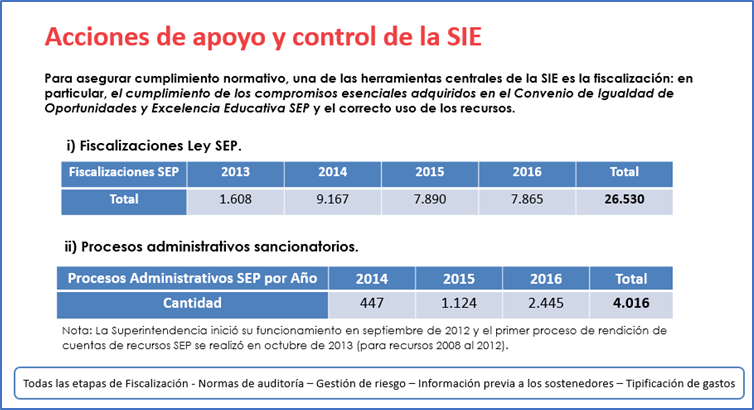 Acciones de apoyo y control de la SIE
Para asegurar cumplimiento normativo, una de las herramientas centrales de la SIE es la fiscalización: en
particular, el cumplimiento de los compromisos esenciales adquiridos en el Convenio de Igualdad de
Oportunidades y Excelencia Educativa SEP y el correcto uso de los recursos.
i) Fiscalizaciones Ley SEP.
Fiscalizaciones SEP 2013 2014 2015 2016 Total
Total 1.608 9.167 7.890 7.865 26.530
ii) Procesos administrativos sancionatorios.
Procesos Administrativos SEP por Año 2014 2015 2016 Total
Cantidad 447 1.124 2.445 4.016
Nota: La Superintendencia inició su funcionamiento en septiembre de 2012 y el primer proceso de rendición de
cuentas de recursos SEP se realizó en octubre de 2013 (para recursos 2008 al 2012).
Todas las etapas de Fiscalización - Normas de auditoría – Gestión de riesgo – Información previa a los sostenedores – Tipificación de gastos